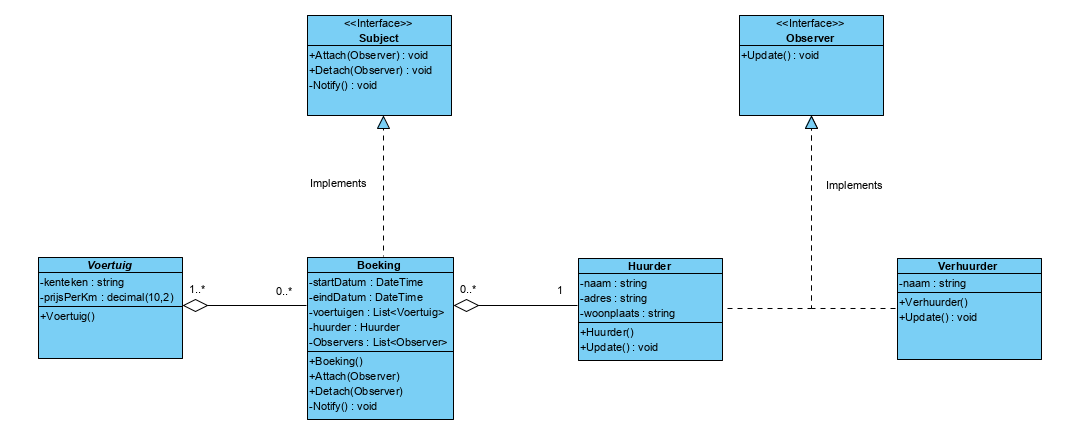 <<Interface>>
Subject
+Attach(Observer) : void
+Detach(Observer) : void
-Notify() : void
<<Interface>>
Observer
+Update() : void
Implements
Implements
Voertuig
-kenteken : string
-prijsPerKm : decimal(10,2)
+Voertuig()
1..*
0..*
Boeking
-startDatum : DateTime
-eindDatum : DateTime
-voertuigen : List<Voertuig>
-huurder : Huurder
-Observers : List<Observer>
+Boeking()
+Attach(Observer)
+Detach(Observer)
-Notify() : void
0..*
1
Huurder
-naam : string
-adres : string
-woonplaats : string
+Huurder()
+Update() : void
Verhuurder
-naam : string
+Verhuurder()
+Update() : void